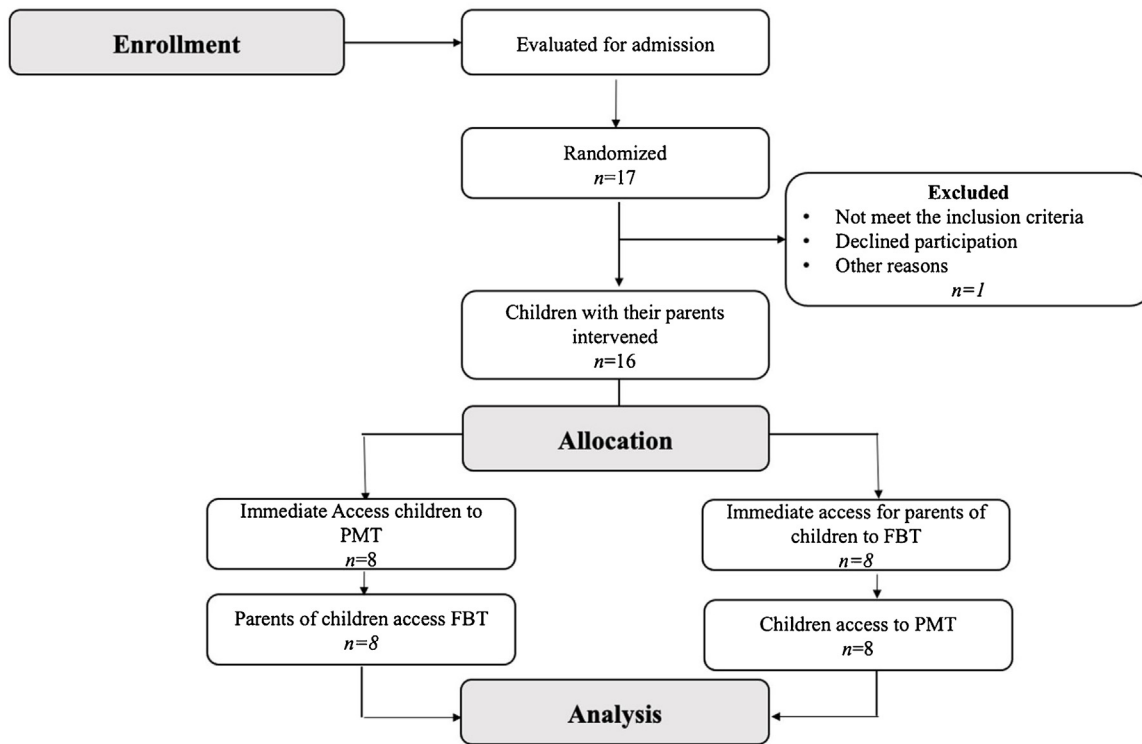 Enrollment
Evaluated for admission
Randomized
n=17
Excluded
• Not meet the inclusion criteria
• Declined participation
• Other reasons
n=1
Children with their parents
intervened
n=16
Allocation
Immediate Access children to
PMT
n=8
Immediate access for parents of
children to FBT
n=8
Parents of children access FBT
n=8
Children access to PMT
n=8
Analysis